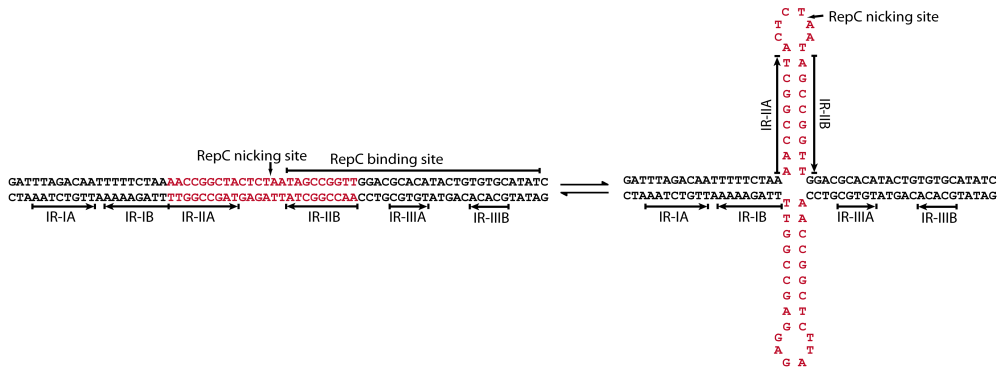 RepC nicking site
RepC binding site
GATTTAGACAATTTTTCTAAAACCGGCTACTCTAATAGCCGGTTGGACGCACATACTGTGTGCATATC
CTAAATCTGTTAAAAAGATTTTGGCCGATGAGATTATCGGCCAACCTGCGTGTATGACACACGTATAG
IR-IA IR-IB IR-IIA IR-IIB IR-IIIA IR-IIIB
C T
RepC nicking site
T A
C A
A T
T A
C G
G C
G C
C G
C G
A T
A T
IR-IIA
IR-IIB
GATTTAGACAATTTTTCTAA GGACGCACATACTGTGTGCATATC
CTAAATCTGTTAAAAAGATT CCTGCGTGTATGACACACGTATAG
IR-IA IR-IB IR-IIIA IR-IIIB
T A
T A
G C
G C
C G
C G
G C
A T
G C
G T
A T
G A